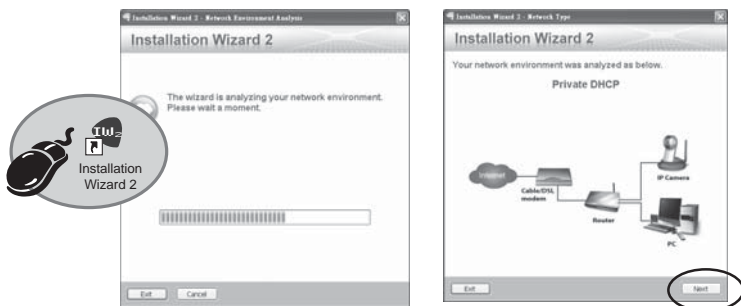 Installation Wizard 2 - Network Environment Analysis
Installation Wizard 2
The wizard is analyzing your network environment.
Please wait a moment.
IW2
Installation
Wizard 2
Exit
Cancel
Installation Wizard 2 - Network Type
Installation Wizard 2
Your network environment was analyzed as below.
Private DHCP
Internet
Cable/DSL
modem
Router
IP Camera
PC
Exit
Next